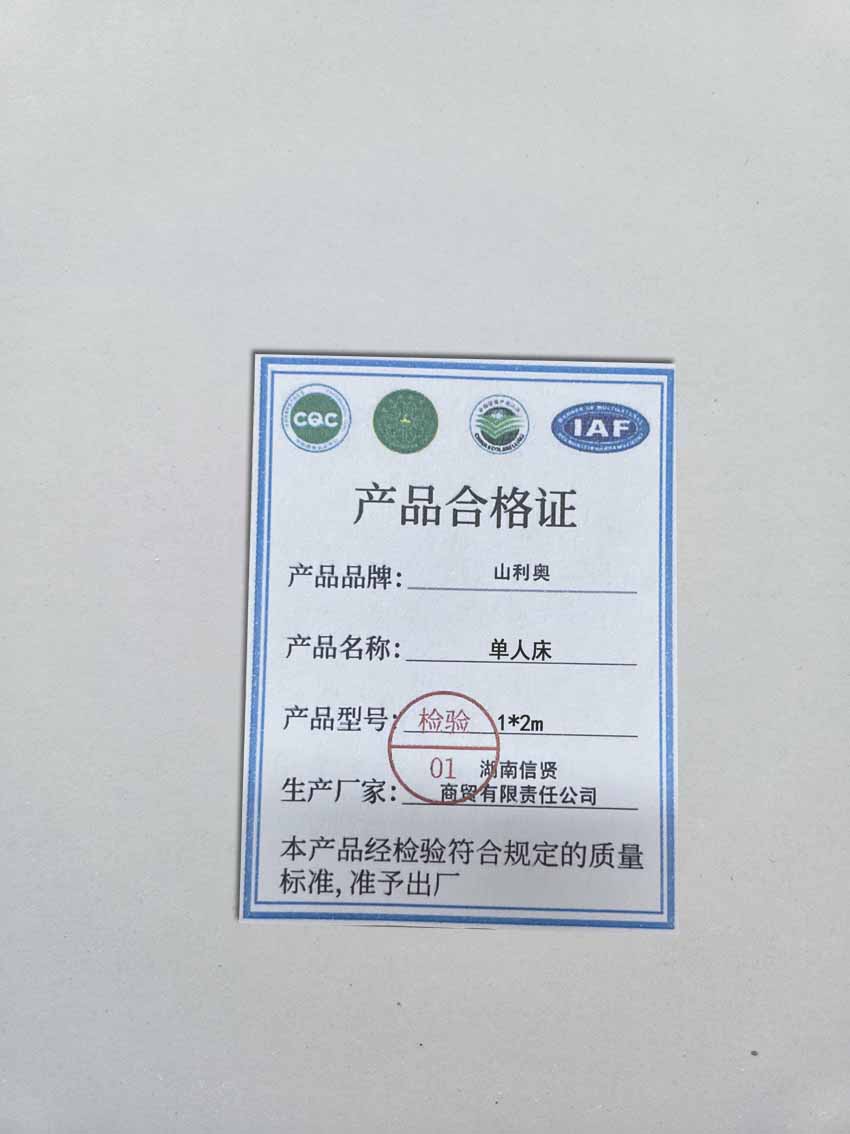 CQC
IAF
产品合格证
产品品牌: 山利奥
产品名称: 单人床
产品型号: 1*2m
检验
01
生产厂家: 湖南信贤
商贸有限责任公司
本产品经检验符合规定的质量
标准,准予出厂